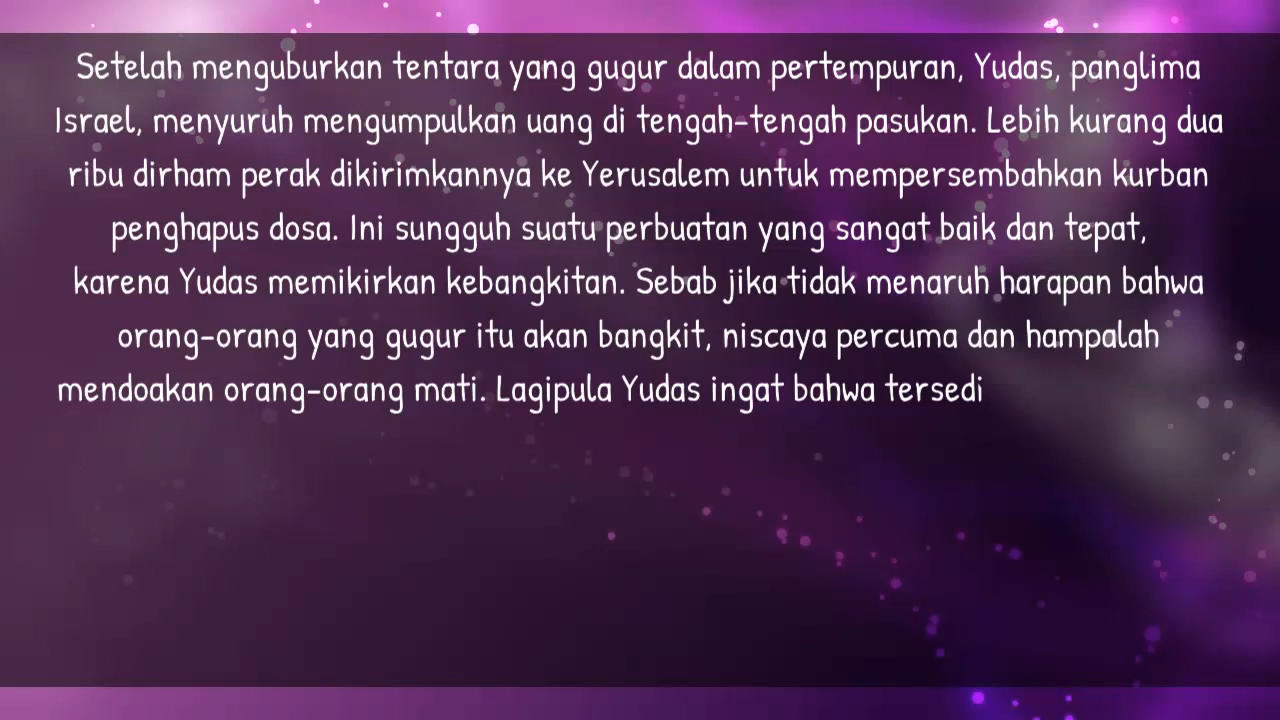 Setelah menguburkan tentara yang gugur dalam pertempuran, Yudas, panglima
Israel, menyuruh mengumpulkan uang di tengah-tengah pasukan. Lebih kurang dua
ribu dirham perak dikirimkannya ke Yerusalem untuk mempersembahkan kurban
penghapus dosa. Ini sungguh suatu perbuatan yang sangat baik dan tepat,
karena Yudas memikirkan kebangkitan. Sebab jika tidak menaruh harapan bahwa
orang-orang yang gugur itu akan bangkit, niscaya percuma dan hampalah
mendoakan orang-orang mati. Lagipula Yudas ingat bahwa tersedi